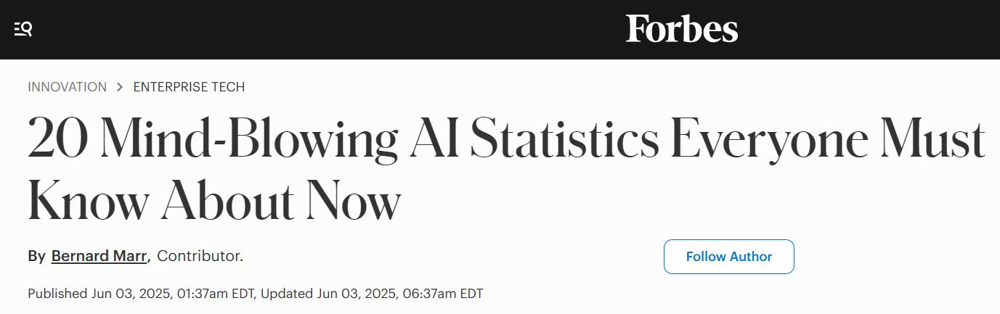 Forbes
INNOVATION > ENTERPRISE TECH
20 Mind-Blowing AI Statistics Everyone Must
Know About Now
By Bernard Marr, Contributor.
Follow Author
Published Jun 03, 2025, 01:37am EDT, Updated Jun 03, 2025, 06:37am EDT